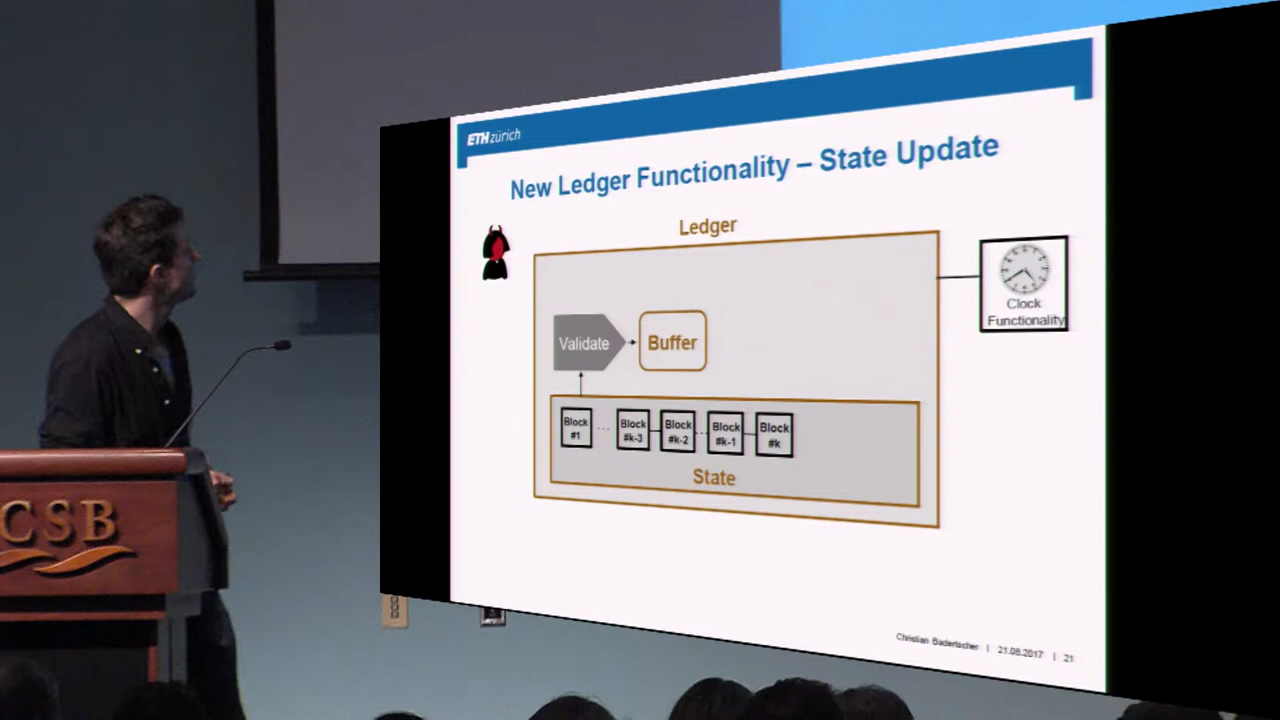 ETH zürich
New Ledger Functionality – State Update
Ledger
Clock
Functionality
Validate
Buffer
Block
#1
...
Block
#k-3
Block
#k-2
Block
#k-1
Block
#k
State
CSB
Christian Badertscher | 21.08.2017 | 21